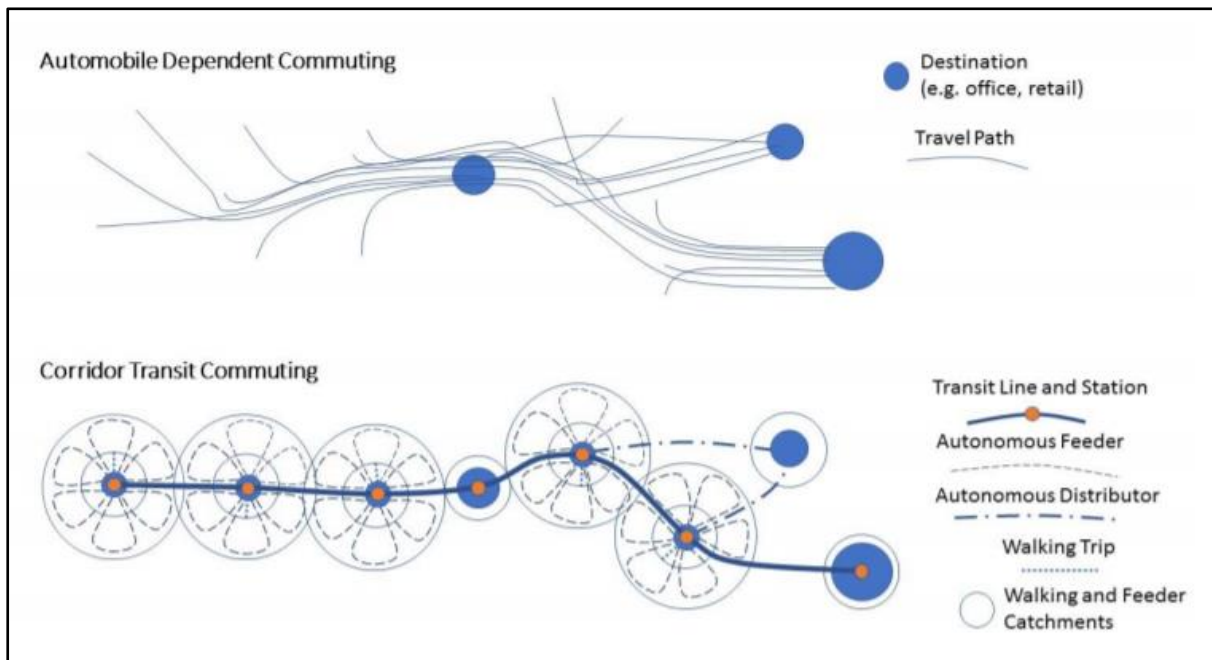 Automobile Dependent Commuting
Destination
(e.g. office, retail)
Travel Path
Corridor Transit Commuting
Transit Line and Station
Autonomous Feeder
Autonomous Distributor
Walking Trip
Walking and Feeder
Catchments